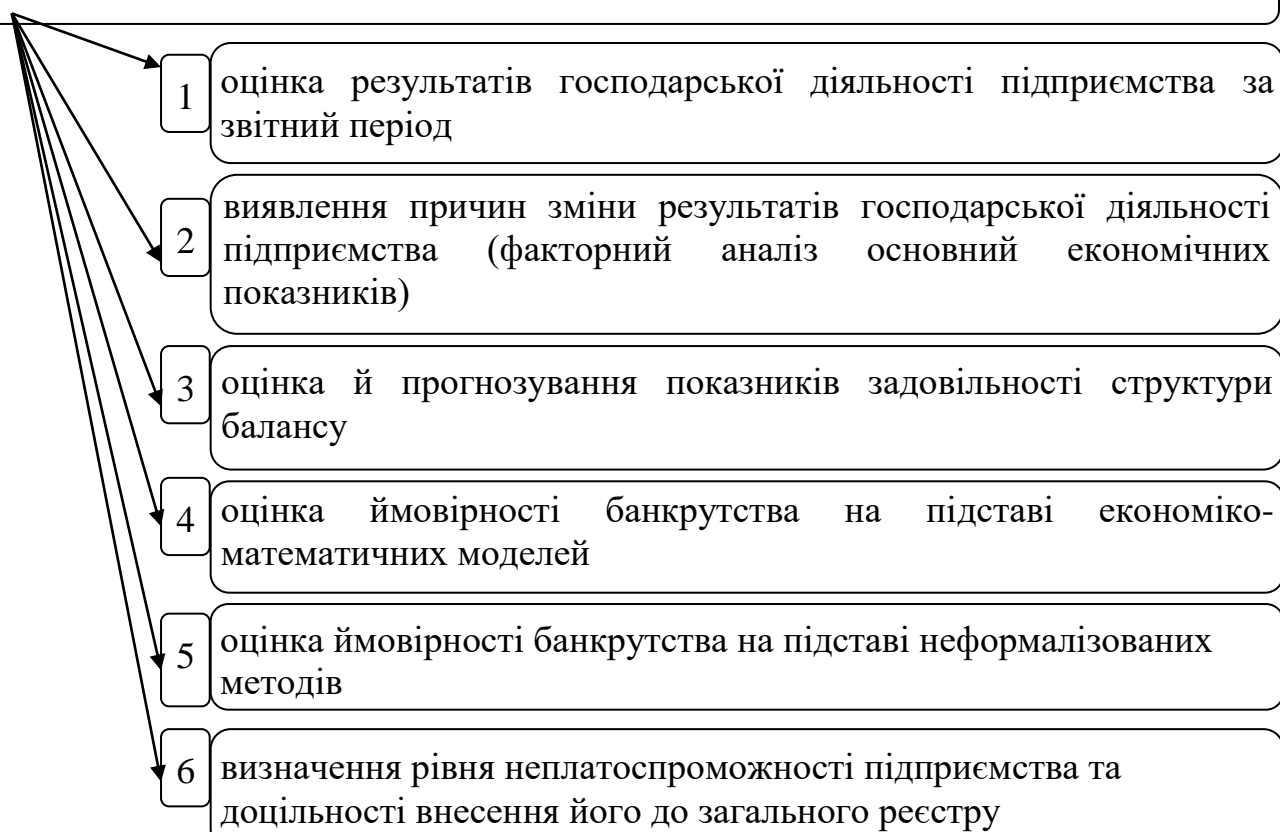 1
оцінка результатів господарської діяльності підприємства за
звітний період
2
виявлення причин зміни результатів господарської діяльності
підприємства (факторний аналіз основний економічних
показників)
3
оцінка й прогнозування показників задовільності структури
балансу
4
оцінка ймовірності банкрутства на підставі економіко-
математичних моделей
5
оцінка ймовірності банкрутства на підставі неформалізованих
методів
6
визначення рівня неплатоспроможності підприємства та
доцільності внесення його до загального реєстру